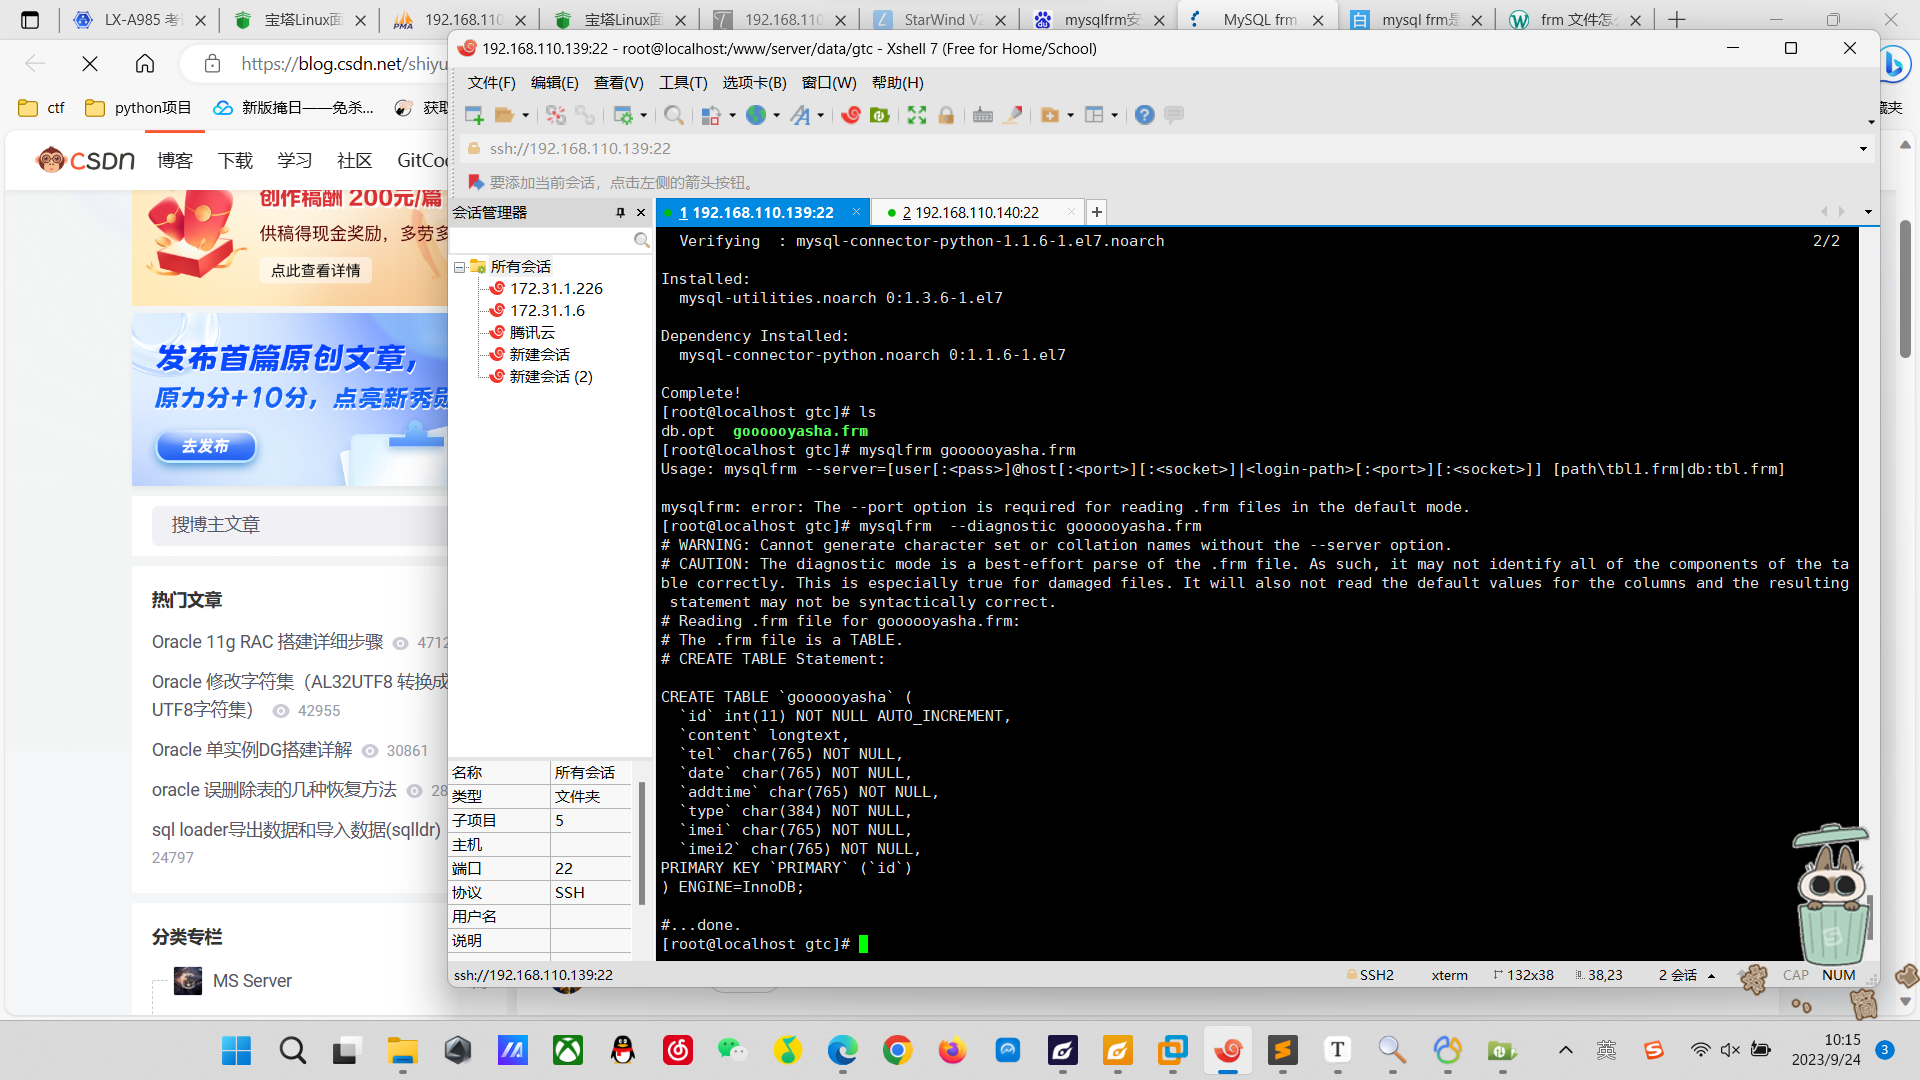 LX-A985 考
宝塔Linux面
192.168.110
宝塔Linux面
192.168.110
StarWind V2
mysqlfrm安
MySQL frm
mysql frm是
frm 文件怎么
https://blog.csdn.net/shiyu
ctf
python项目
新版掩日——免杀...
获取
藏夹
CSDN
博客
下载
学习
社区
GitCo
创作稿酬 200元/篇
供稿得现金奖励，多劳多
点此查看详情
发布首篇原创文章，
原力分+10分，点亮新秀勋
去发布
搜博主文章
热门文章
Oracle 11g RAC 搭建详细步骤 4712
Oracle 修改字符集（AL32UTF8 转换成
UTF8字符集） 42955
Oracle 单实例DG搭建详解 30861
oracle 误删除表的几种恢复方法 28
sql loader导出数据和导入数据(sqlldr)
24797
分类专栏
MS Server
192.168.110.139:22 - root@localhost:/www/server/data/gtc - Xshell 7 (Free for Home/School)
文件(F) 编辑(E) 查看(V) 工具(T) 选项卡(B) 窗口(W) 帮助(H)
ssh://192.168.110.139:22
要添加当前会话，点击左侧的箭头按钮。
会话管理器
所有会话
172.31.1.226
172.31.1.6
腾讯云
新建会话
新建会话 (2)
名称 所有会话
类型 文件夹
子项目 5
主机
端口 22
协议 SSH
用户名
说明
1 192.168.110.139:22
2 192.168.110.140:22
Verifying  : mysql-connector-python-1.1.6-1.el7.noarch 2/2
Installed:
mysql-utilities.noarch 0:1.3.6-1.el7
Dependency Installed:
mysql-connector-python.noarch 0:1.1.6-1.el7
Complete!
[root@localhost gtc]# ls
db.opt  goooooyasha.frm
[root@localhost gtc]# mysqlfrm goooooyasha.frm
Usage: mysqlfrm --server=[user[:<pass>]@host[:<port>][:<socket>]|<login-path>[:<port>][:<socket>]] [path\tbl1.frm|db:tbl.frm]
mysqlfrm: error: The --port option is required for reading .frm files in the default mode.
[root@localhost gtc]# mysqlfrm  --diagnostic goooooyasha.frm
# WARNING: Cannot generate character set or collation names without the --server option.
# CAUTION: The diagnostic mode is a best-effort parse of the .frm file. As such, it may not identify all of the components of the ta
ble correctly. This is especially true for damaged files. It will also not read the default values for the columns and the resulting
statement may not be syntactically correct.
# Reading .frm file for goooooyasha.frm:
# The .frm file is a TABLE.
# CREATE TABLE Statement:
CREATE TABLE `goooooyasha` (
`id` int(11) NOT NULL AUTO_INCREMENT,
`content` longtext,
`tel` char(765) NOT NULL,
`date` char(765) NOT NULL,
`addtime` char(765) NOT NULL,
`type` char(384) NOT NULL,
`imei` char(765) NOT NULL,
`imei2` char(765) NOT NULL,
PRIMARY KEY `PRIMARY` (`id`)
) ENGINE=InnoDB;
#...done.
[root@localhost gtc]#
ssh://192.168.110.139:22
SSH2
xterm
132x38
38,23
2 会话
CAP
NUM
英
10:15
2023/9/24
3